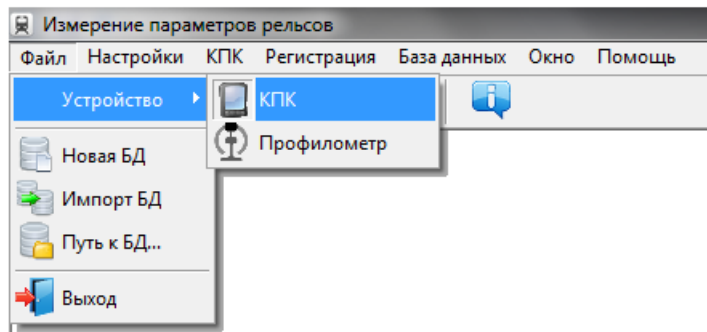 Измерение параметров рельсов
Файл Настройки КПК Регистрация База данных Окно Помощь
Устройство КПК
Профилометр
Новая БД
Импорт БД
Путь к БД...
Выход